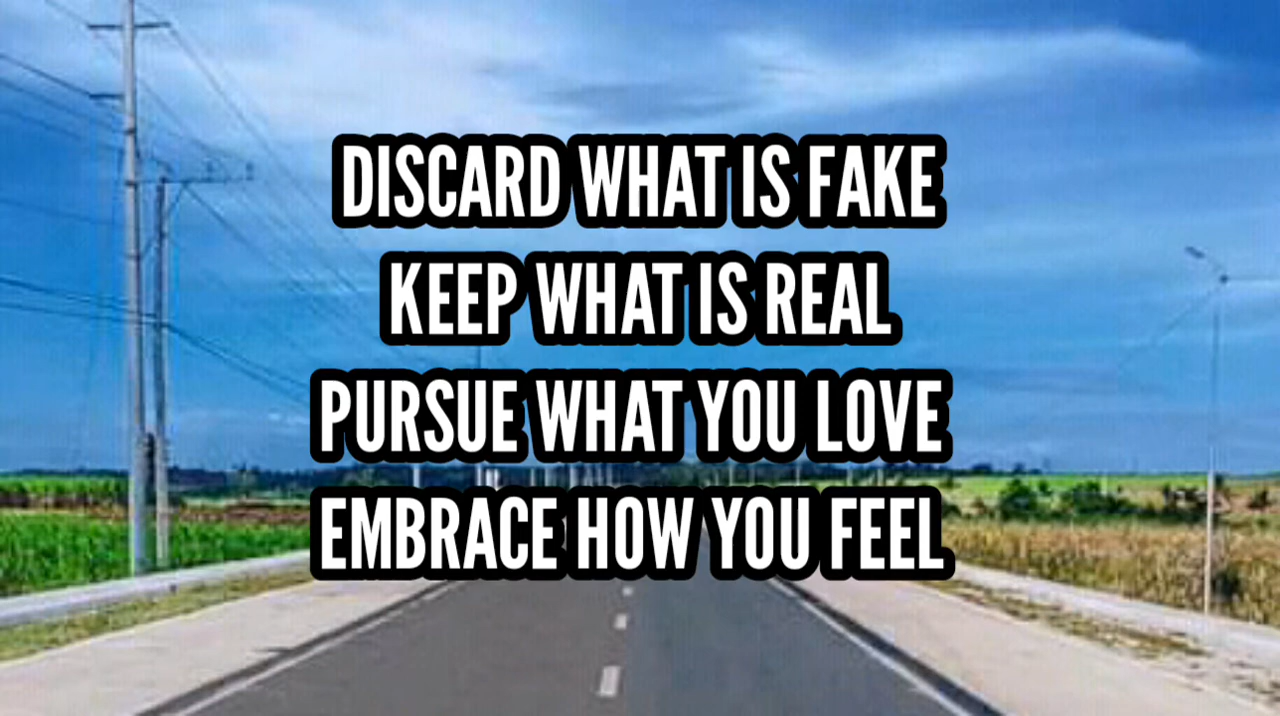 DISCARD WHAT IS FAKE
KEEP WHAT IS REAL
PURSUE WHAT YOU LOVE
EMBRACE HOW YOU FEEL